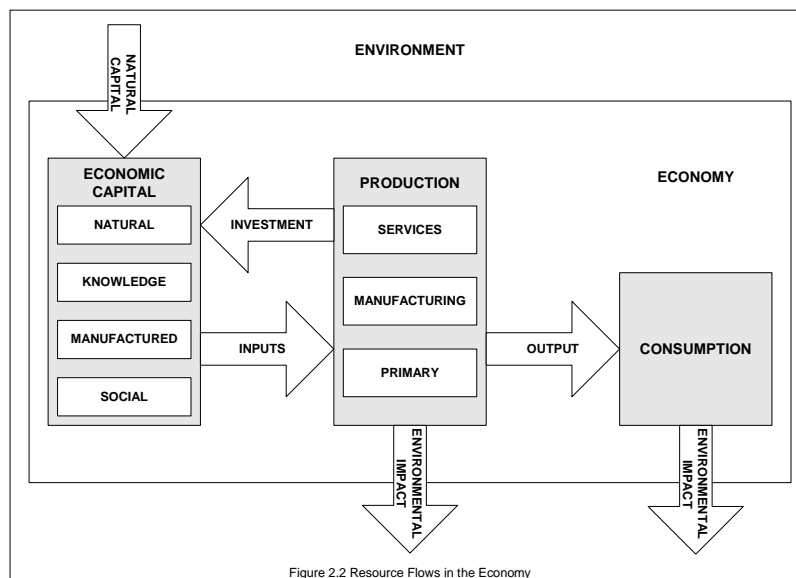 ENVIRONMENT
NATURAL
CAPITAL
ECONOMY
ECONOMIC
CAPITAL
NATURAL
KNOWLEDGE
MANUFACTURED
SOCIAL
INVESTMENT
INPUTS
PRODUCTION
SERVICES
MANUFACTURING
PRIMARY
OUTPUT
CONSUMPTION
ENVIRONMENTAL
IMPACT
ENVIRONMENTAL
IMPACT
Figure 2.2 Resource Flows in the Economy